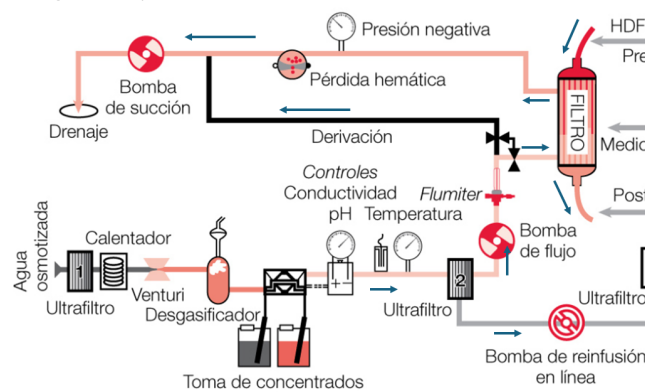 Presión negativa
HDF
Pre
Pérdida hemática
Bomba
de succión
Drenaje
Derivación
FILTRO
Medio
Controles
Conductividad
pH
Temperatura
Flumiter
Post
Bomba
de flujo
Agua
osmotizada
Calentador
1
Ultrafiltro
Venturi
Desgasificador
2
Ultrafiltro
Ultrafiltro
Toma de concentrados
Bomba de reinfusión
en línea